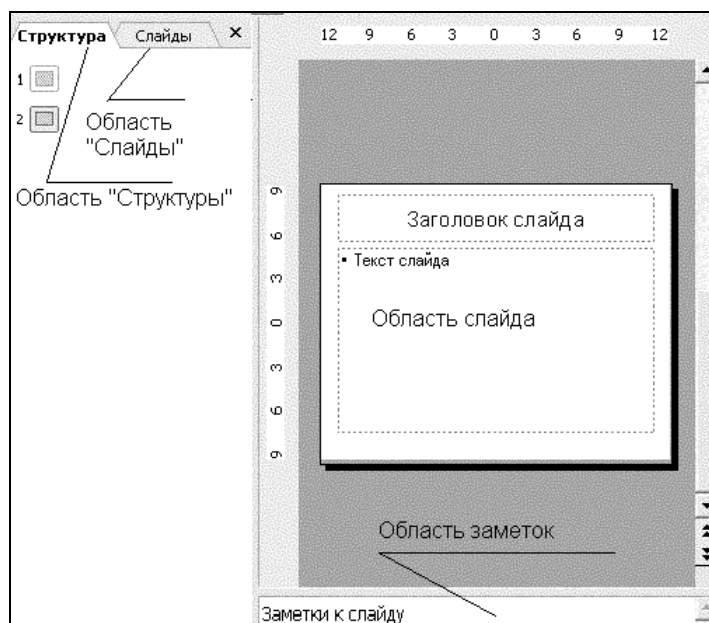 Структура Слайды ×
12 9 6 3 0 3 6 9 12
1
2
Область
"Слайды"
Область "Структуры"
9
6
3
0
3
6
9
Заголовок слайда
▪ Текст слайда
Область слайда
Область заметок
Заметки к слайду